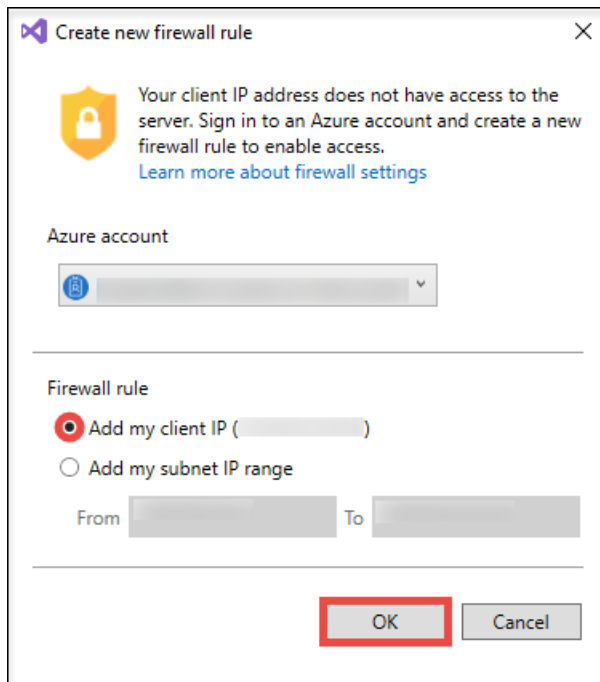 Create new firewall rule
Your client IP address does not have access to the
server. Sign in to an Azure account and create a new
firewall rule to enable access.
Learn more about firewall settings
Azure account
Firewall rule
Add my client IP ( )
Add my subnet IP range
From To
OK Cancel